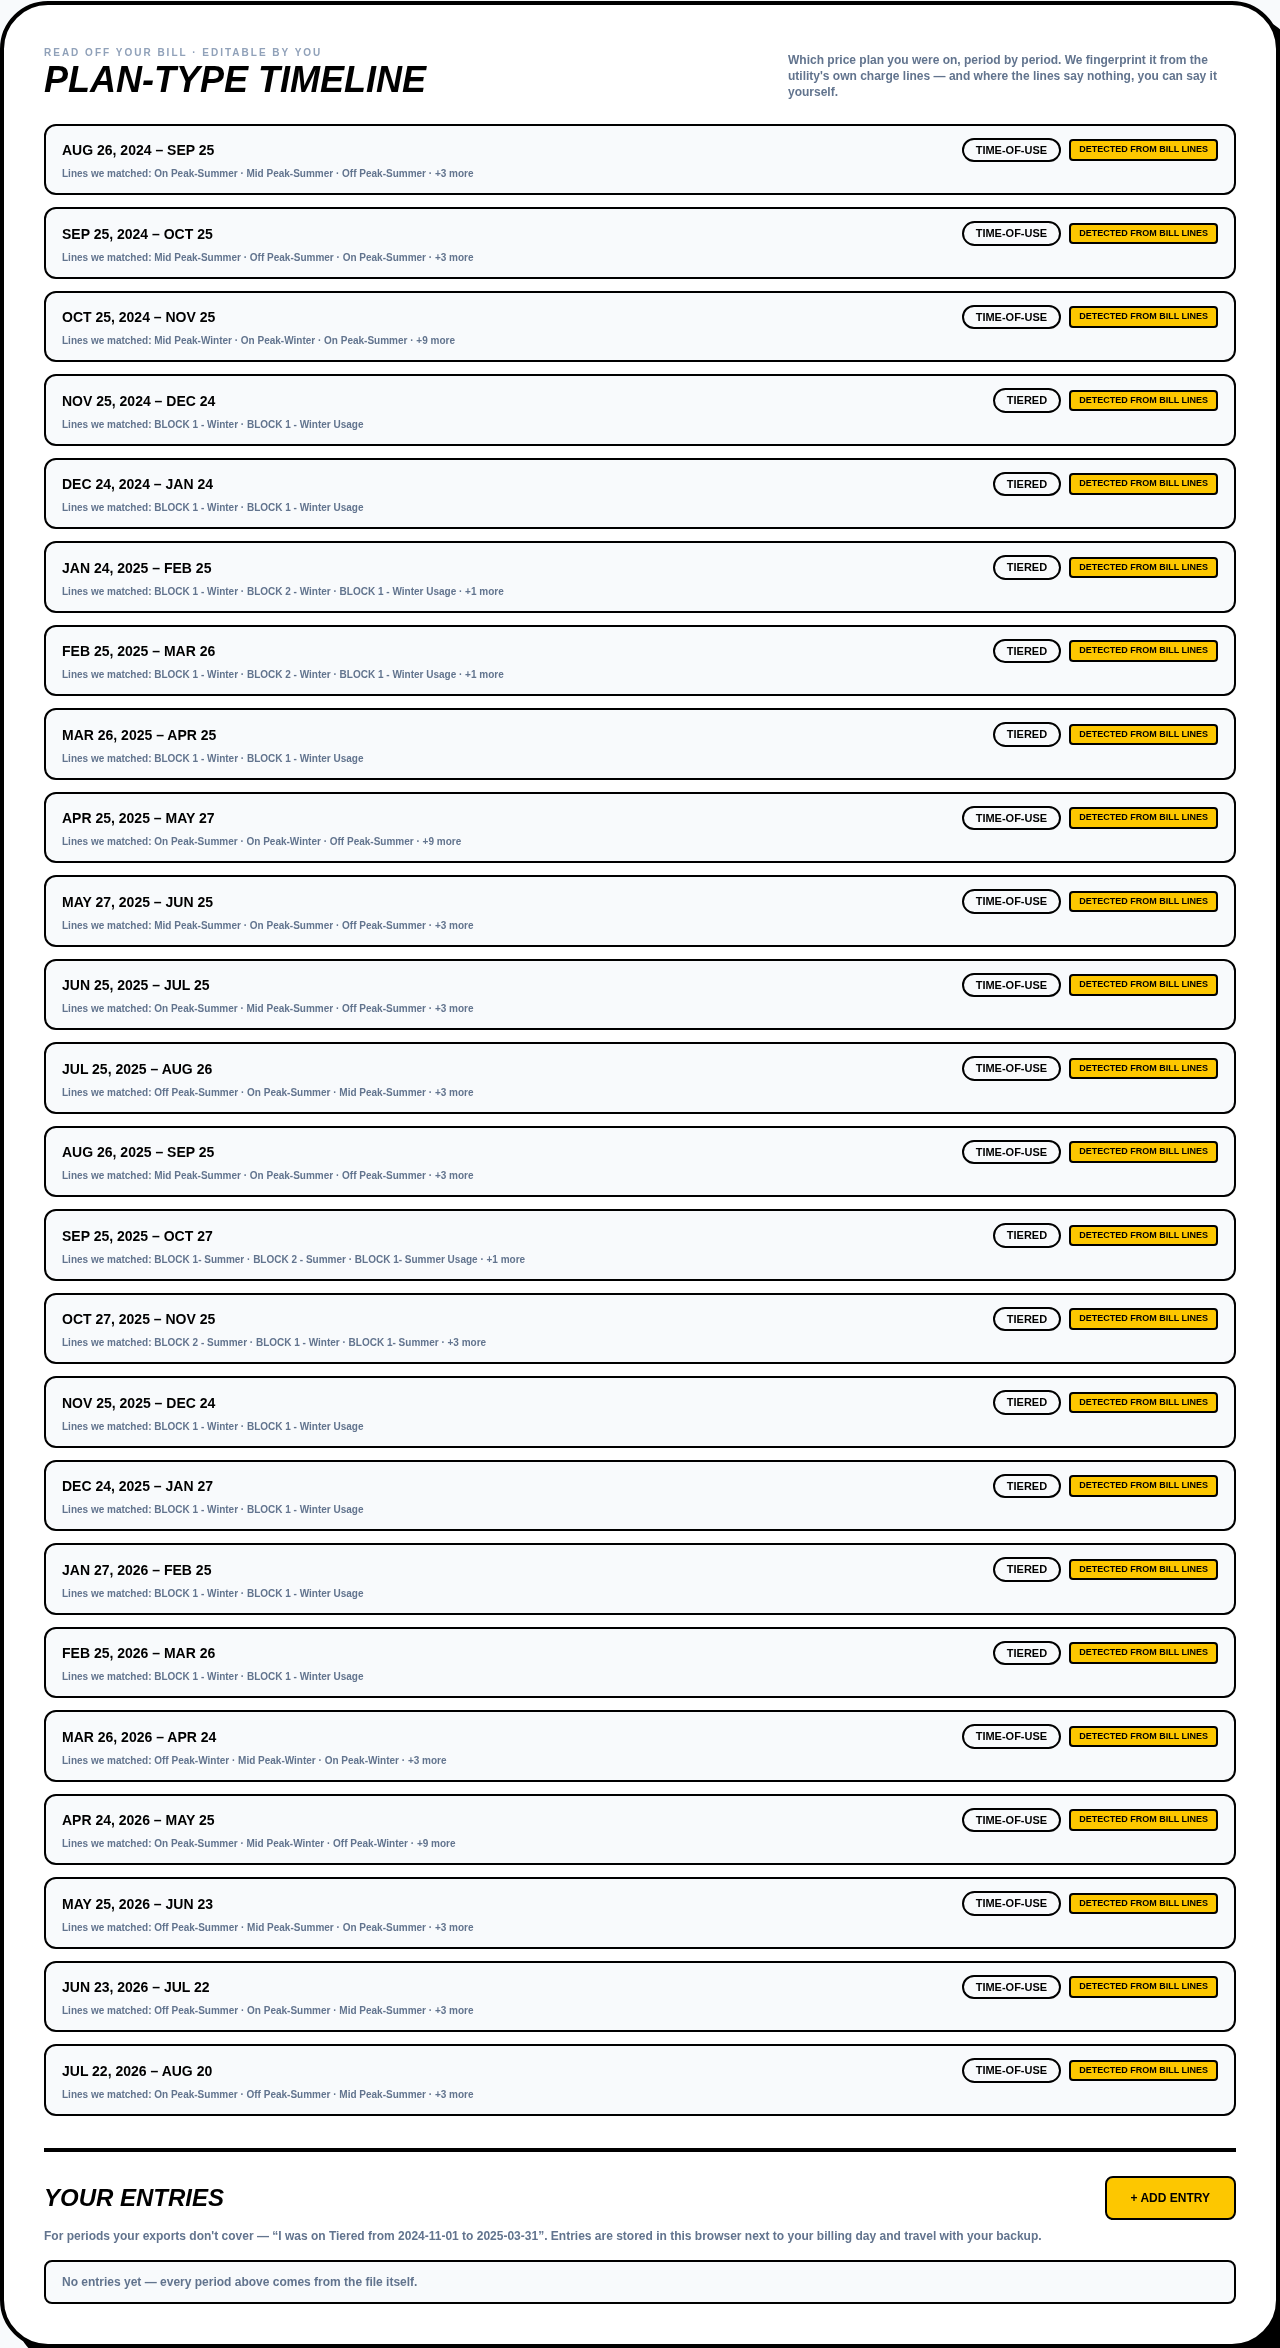 READ OFF YOUR BILL · EDITABLE BY YOU
PLAN-TYPE TIMELINE
Which price plan you were on, period by period. We fingerprint it from the
utility's own charge lines — and where the lines say nothing, you can say it
yourself.
AUG 26, 2024 – SEP 25 TIME-OF-USE DETECTED FROM BILL LINES
Lines we matched: On Peak-Summer · Mid Peak-Summer · Off Peak-Summer · +3 more
SEP 25, 2024 – OCT 25 TIME-OF-USE DETECTED FROM BILL LINES
Lines we matched: Mid Peak-Summer · Off Peak-Summer · On Peak-Summer · +3 more
OCT 25, 2024 – NOV 25 TIME-OF-USE DETECTED FROM BILL LINES
Lines we matched: Mid Peak-Winter · On Peak-Winter · On Peak-Summer · +9 more
NOV 25, 2024 – DEC 24 TIERED DETECTED FROM BILL LINES
Lines we matched: BLOCK 1 - Winter · BLOCK 1 - Winter Usage
DEC 24, 2024 – JAN 24 TIERED DETECTED FROM BILL LINES
Lines we matched: BLOCK 1 - Winter · BLOCK 1 - Winter Usage
JAN 24, 2025 – FEB 25 TIERED DETECTED FROM BILL LINES
Lines we matched: BLOCK 1 - Winter · BLOCK 2 - Winter · BLOCK 1 - Winter Usage · +1 more
FEB 25, 2025 – MAR 26 TIERED DETECTED FROM BILL LINES
Lines we matched: BLOCK 1 - Winter · BLOCK 2 - Winter · BLOCK 1 - Winter Usage · +1 more
MAR 26, 2025 – APR 25 TIERED DETECTED FROM BILL LINES
Lines we matched: BLOCK 1 - Winter · BLOCK 1 - Winter Usage
APR 25, 2025 – MAY 27 TIME-OF-USE DETECTED FROM BILL LINES
Lines we matched: On Peak-Summer · On Peak-Winter · Off Peak-Summer · +9 more
MAY 27, 2025 – JUN 25 TIME-OF-USE DETECTED FROM BILL LINES
Lines we matched: Mid Peak-Summer · On Peak-Summer · Off Peak-Summer · +3 more
JUN 25, 2025 – JUL 25 TIME-OF-USE DETECTED FROM BILL LINES
Lines we matched: On Peak-Summer · Mid Peak-Summer · Off Peak-Summer · +3 more
JUL 25, 2025 – AUG 26 TIME-OF-USE DETECTED FROM BILL LINES
Lines we matched: Off Peak-Summer · On Peak-Summer · Mid Peak-Summer · +3 more
AUG 26, 2025 – SEP 25 TIME-OF-USE DETECTED FROM BILL LINES
Lines we matched: Mid Peak-Summer · On Peak-Summer · Off Peak-Summer · +3 more
SEP 25, 2025 – OCT 27 TIERED DETECTED FROM BILL LINES
Lines we matched: BLOCK 1- Summer · BLOCK 2 - Summer · BLOCK 1- Summer Usage · +1 more
OCT 27, 2025 – NOV 25 TIERED DETECTED FROM BILL LINES
Lines we matched: BLOCK 2 - Summer · BLOCK 1 - Winter · BLOCK 1- Summer · +3 more
NOV 25, 2025 – DEC 24 TIERED DETECTED FROM BILL LINES
Lines we matched: BLOCK 1 - Winter · BLOCK 1 - Winter Usage
DEC 24, 2025 – JAN 27 TIERED DETECTED FROM BILL LINES
Lines we matched: BLOCK 1 - Winter · BLOCK 1 - Winter Usage
JAN 27, 2026 – FEB 25 TIERED DETECTED FROM BILL LINES
Lines we matched: BLOCK 1 - Winter · BLOCK 1 - Winter Usage
FEB 25, 2026 – MAR 26 TIERED DETECTED FROM BILL LINES
Lines we matched: BLOCK 1 - Winter · BLOCK 1 - Winter Usage
MAR 26, 2026 – APR 24 TIME-OF-USE DETECTED FROM BILL LINES
Lines we matched: Off Peak-Winter · Mid Peak-Winter · On Peak-Winter · +3 more
APR 24, 2026 – MAY 25 TIME-OF-USE DETECTED FROM BILL LINES
Lines we matched: On Peak-Summer · Mid Peak-Winter · Off Peak-Winter · +9 more
MAY 25, 2026 – JUN 23 TIME-OF-USE DETECTED FROM BILL LINES
Lines we matched: Off Peak-Summer · Mid Peak-Summer · On Peak-Summer · +3 more
JUN 23, 2026 – JUL 22 TIME-OF-USE DETECTED FROM BILL LINES
Lines we matched: Off Peak-Summer · On Peak-Summer · Mid Peak-Summer · +3 more
JUL 22, 2026 – AUG 20 TIME-OF-USE DETECTED FROM BILL LINES
Lines we matched: On Peak-Summer · Off Peak-Summer · Mid Peak-Summer · +3 more
YOUR ENTRIES
+ ADD ENTRY
For periods your exports don't cover — “I was on Tiered from 2024-11-01 to 2025-03-31”. Entries are stored in this browser next to your billing day and travel with your backup.
No entries yet — every period above comes from the file itself.